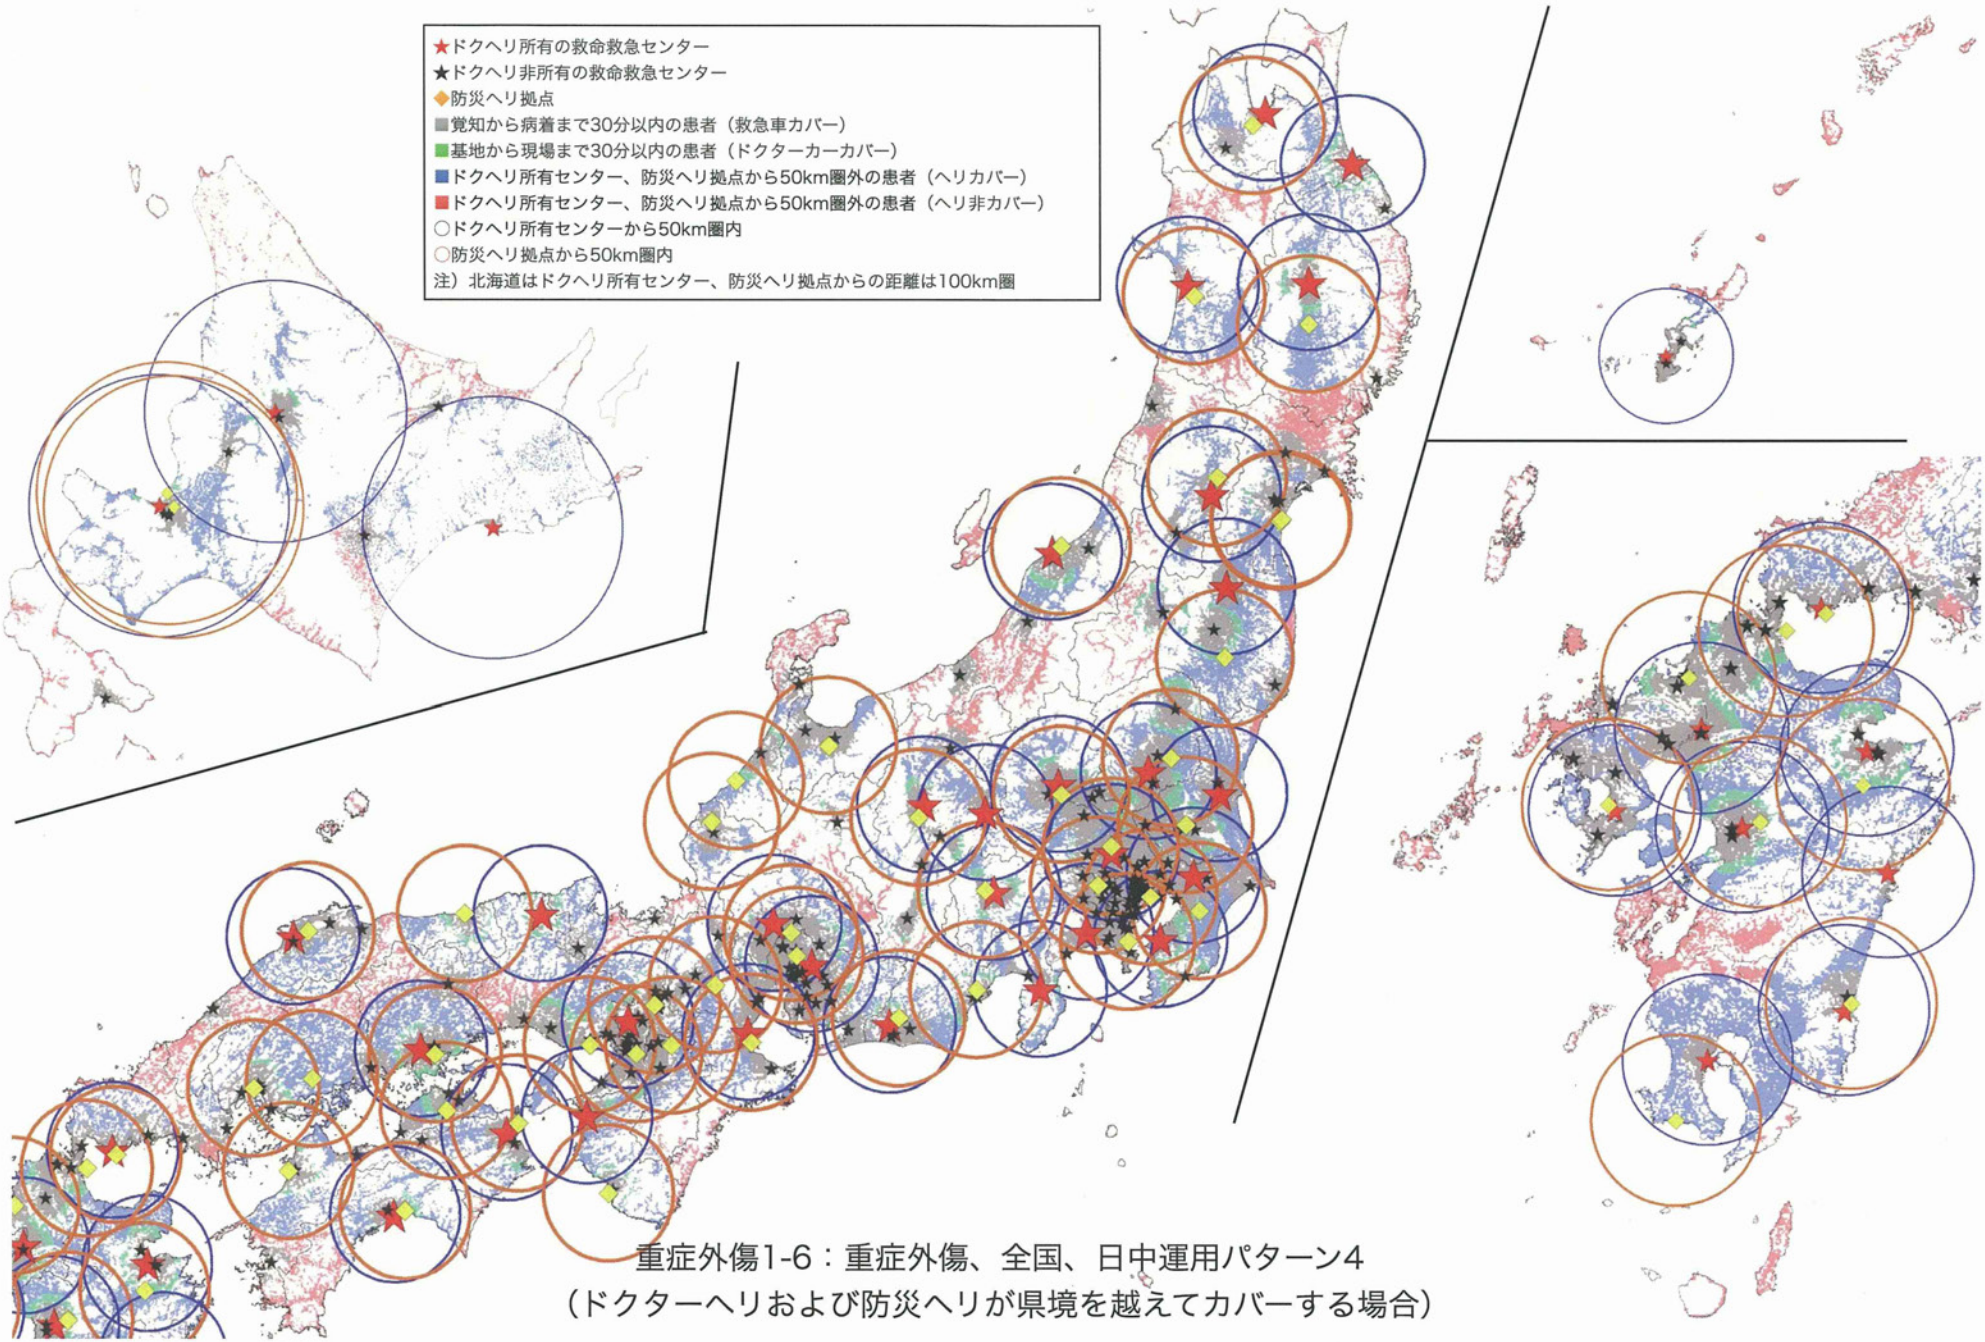 ★ドクヘリ所有の救命救急センター
★ドクヘリ非所有の救命救急センター
◆防災ヘリ拠点
■覚知から病着まで30分以内の患者（救急車カバー）
■基地から現場まで30分以内の患者（ドクターカーカバー）
■ドクヘリ所有センター、防災ヘリ拠点から50km圏外の患者（ヘリカバー）
■ドクヘリ所有センター、防災ヘリ拠点から50km圏外の患者（ヘリ非カバー）
○ドクヘリ所有センターから50km圏内
○防災ヘリ拠点から50km圏内
注）北海道はドクヘリ所有センター、防災ヘリ拠点からの距離は100km圏
重症外傷1-6：重症外傷、全国、日中運用パターン4
（ドクターヘリおよび防災ヘリが県境を越えてカバーする場合）